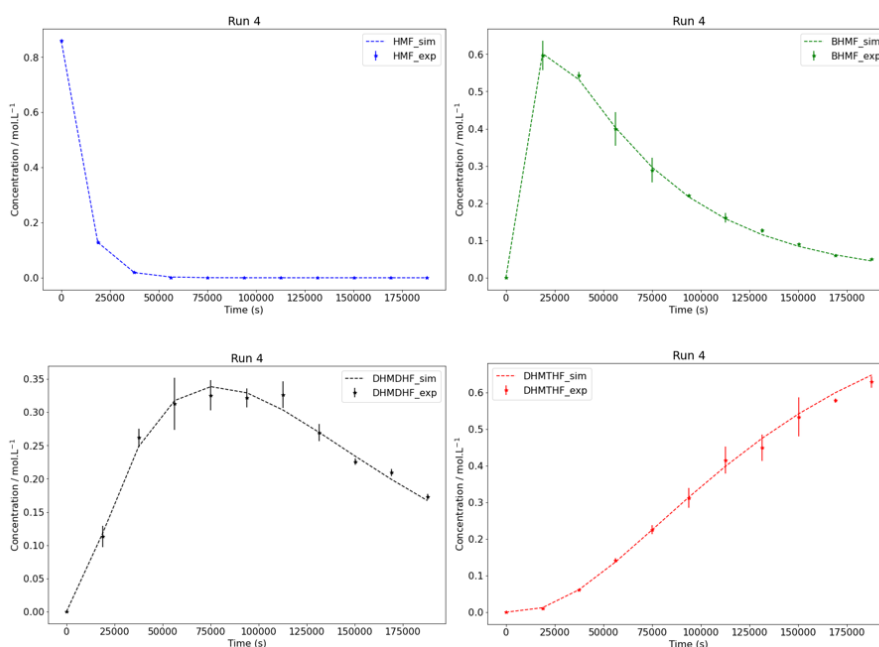 Run 4
HMF_sim
HMF_exp
0.8
0.6
0.4
0.2
0.0
Concentration / mol.L⁻¹
0 25000 50000 75000 100000 125000 150000 175000
Time (s)
Run 4
BHMF_sim
BHMF_exp
0.6
0.5
0.4
0.3
0.2
0.1
0.0
Concentration / mol.L⁻¹
0 25000 50000 75000 100000 125000 150000 175000
Time (s)
Run 4
DHMDHF_sim
DHMDHF_exp
0.35
0.30
0.25
0.20
0.15
0.10
0.05
0.00
Concentration / mol.L⁻¹
0 25000 50000 75000 100000 125000 150000 175000
Time (s)
Run 4
DHMTHF_sim
DHMTHF_exp
0.6
0.5
0.4
0.3
0.2
0.1
0.0
Concentration / mol.L⁻¹
0 25000 50000 75000 100000 125000 150000 175000
Time (s)